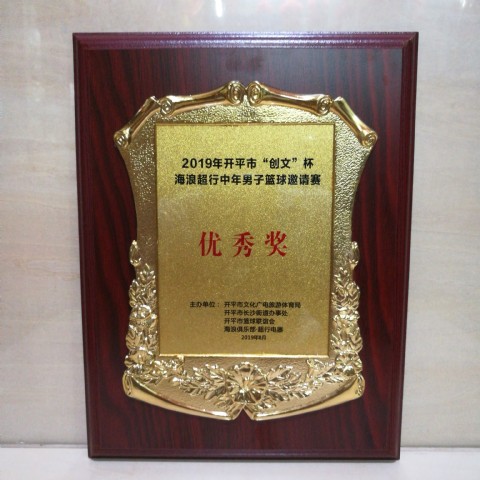 2019年开平市“创文”杯
海浪超行中年男子篮球邀请赛
优秀奖
主办单位：开平市文化广电旅游体育局
开平市长沙街道办事处
开平市篮球联谊会
海浪俱乐部·超行电源
2019年8月